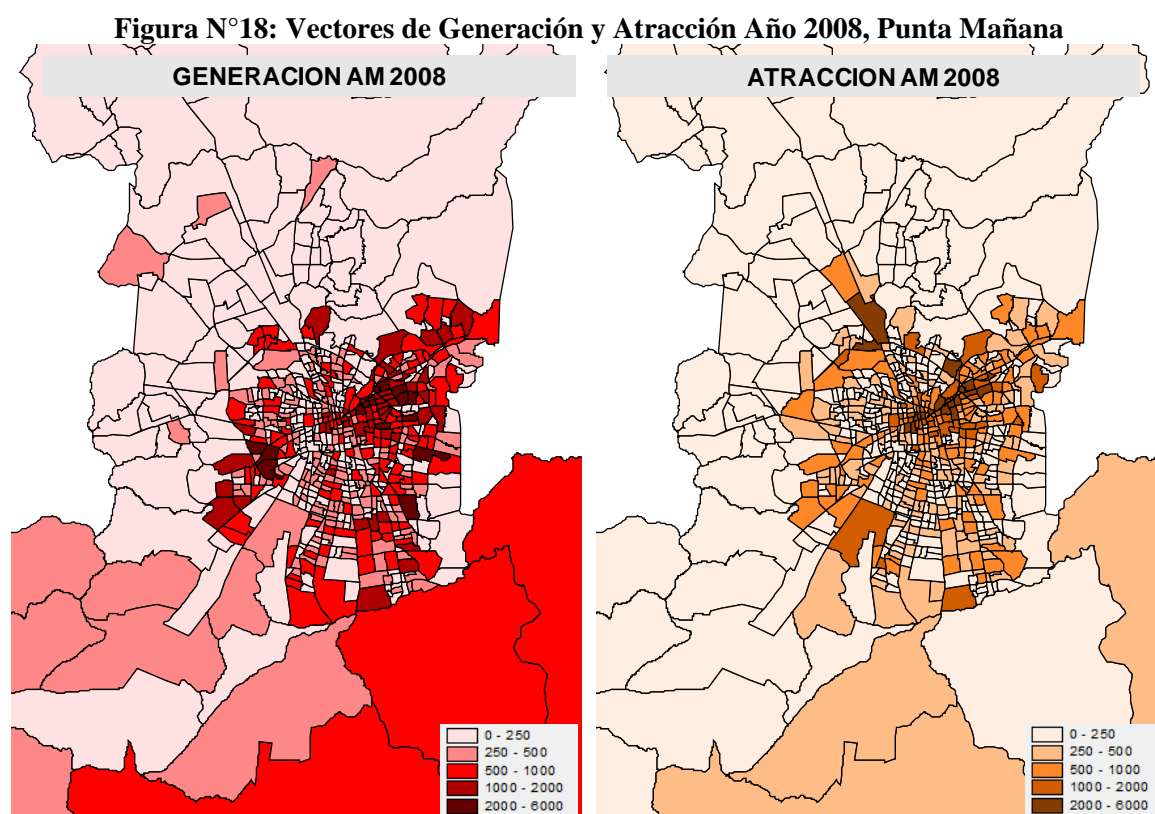 Figura N°18: Vectores de Generación y Atracción Año 2008, Punta Mañana
GENERACION AM 2008
0 - 250
250 - 500
500 - 1000
1000 - 2000
2000 - 6000
ATRACCION AM 2008
0 - 250
250 - 500
500 - 1000
1000 - 2000
2000 - 6000